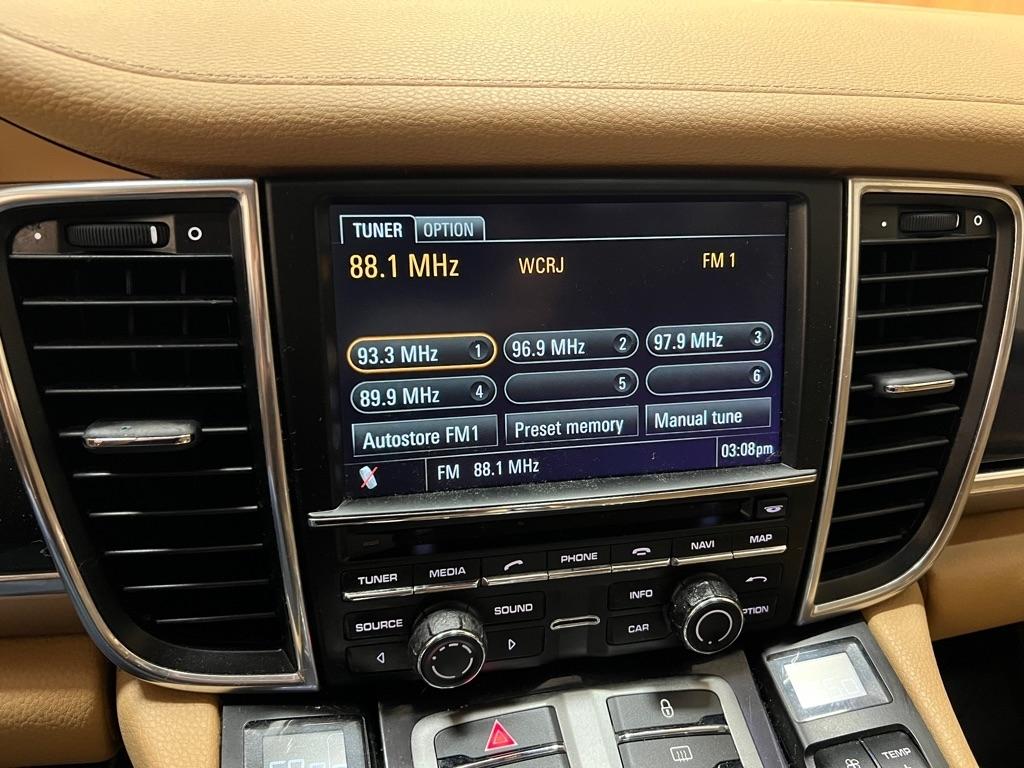 TUNER OPTION
88.1 MHz WCRJ FM 1
93.3 MHz 1 96.9 MHz 2 97.9 MHz 3
89.9 MHz 4 5 6
Autostore FM1 Preset memory Manual tune
FM 88.1 MHz 03:08pm
TUNER MEDIA PHONE NAVI MAP
SOURCE SOUND INFO
CAR OPTION
TEMP